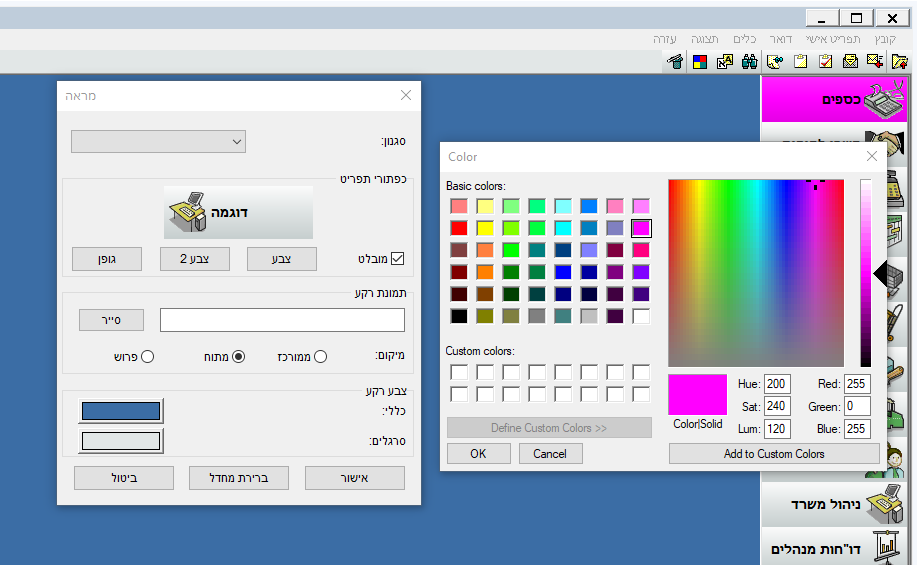 קובץ תפריט אישי דואר כלים תצוגה עזרה
כספים
מראה
סגנון:
כפתורי תפריט
דוגמה
מובלט
צבע
צבע 2
גופן
תמונת רקע
סייר
מיקום:
ממורכז
מתוח
פרוש
צבע רקע
כללי:
סרגלים:
אישור
ברירת מחדל
ביטול
Color
Basic colors:
Custom colors:
Define Custom Colors >>
OK
Cancel
Color|Solid
Hue: 200
Sat: 240
Lum: 120
Red: 255
Green: 0
Blue: 255
Add to Custom Colors
ניהול משרד
דו"חות מנהלים